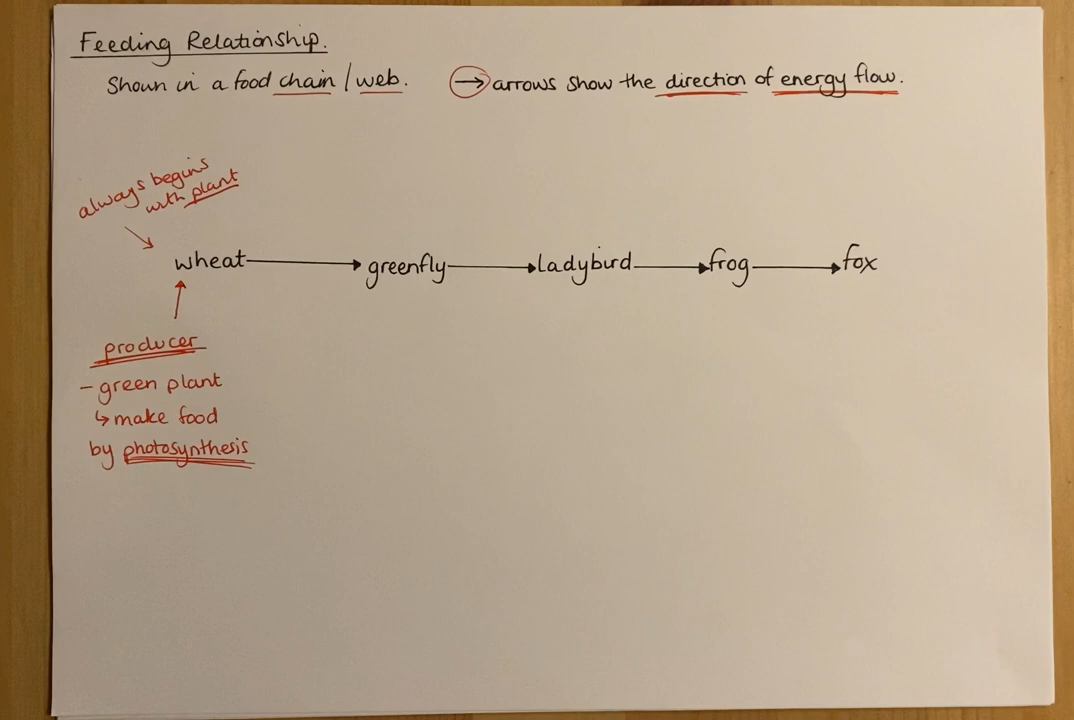 Feeding Relationship.
Shown in a food chain / web. → arrows show the direction of energy flow.
always begins
with plant
wheat → greenfly → ladybird → frog → fox
producer
- green plant
↳ make food
by photosynthesis